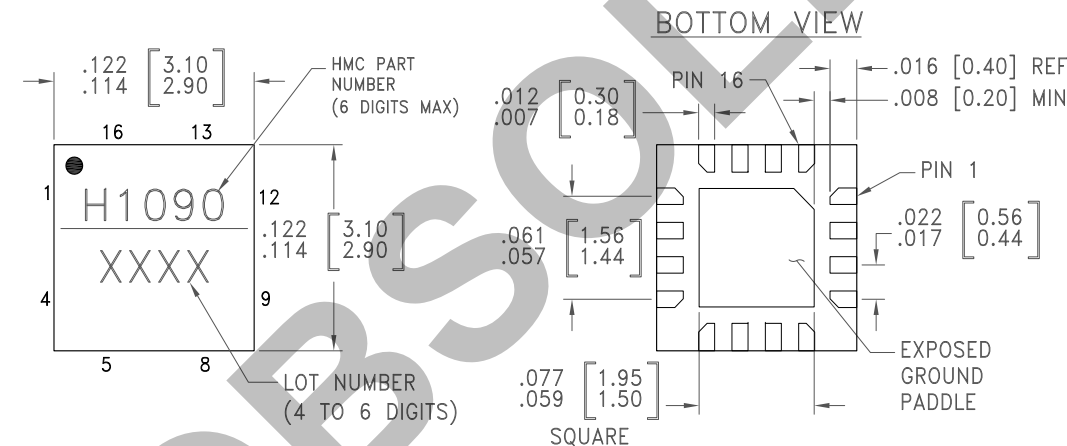 BOTTOM VIEW
.122 [3.10]
.114 [2.90]
HMC PART
NUMBER
(6 DIGITS MAX)
16 13
1
H1090
12
XXXX
4
9
5 8
.122 [3.10]
.114 [2.90]
LOT NUMBER
(4 TO 6 DIGITS)
PIN 16
.016 [0.40] REF
.008 [0.20] MIN
.012 [0.30]
.007 [0.18]
PIN 1
.022 [0.56]
.017 [0.44]
.061 [1.56]
.057 [1.44]
EXPOSED
GROUND
PADDLE
.077 [1.95]
.059 [1.50]
SQUARE